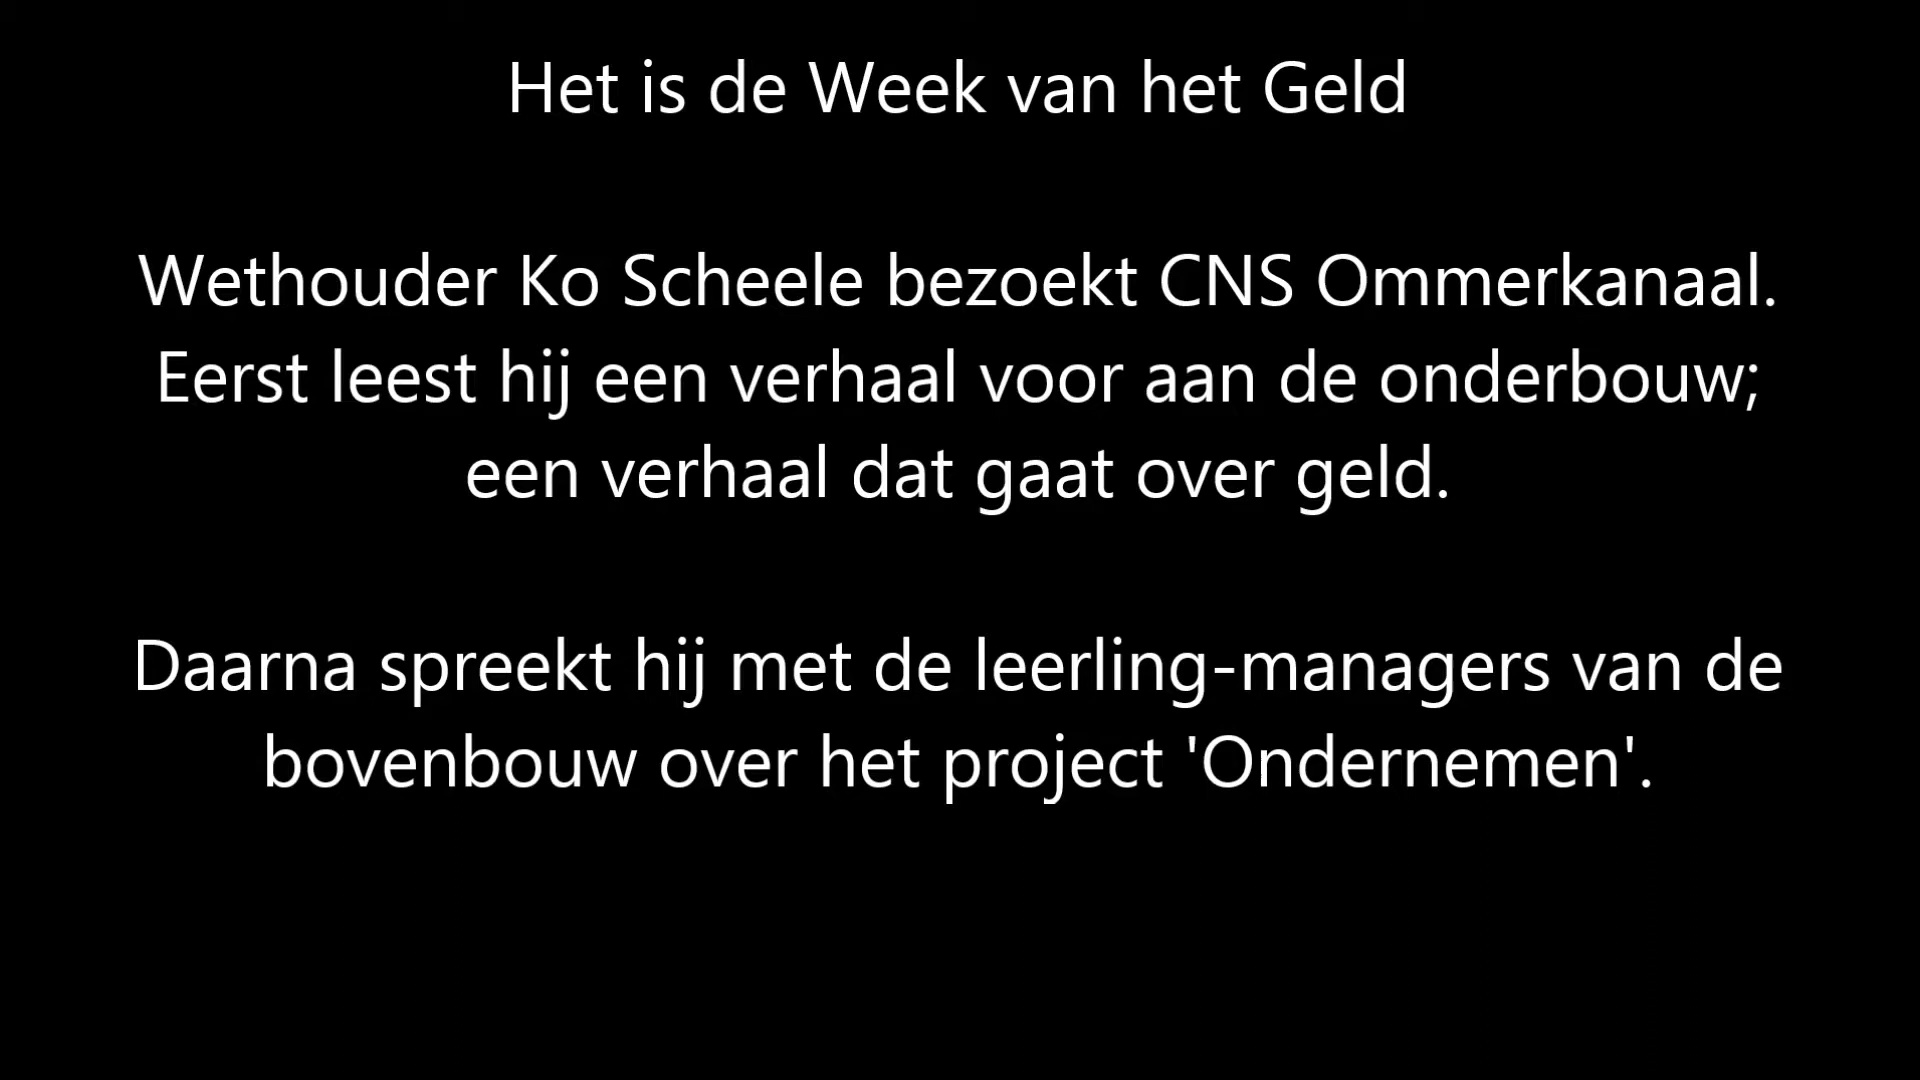 Het is de Week van het Geld
Wethouder Ko Scheele bezoekt CNS Ommerkanaal.
Eerst leest hij een verhaal voor aan de onderbouw;
een verhaal dat gaat over geld.
Daarna spreekt hij met de leerling-managers van de
bovenbouw over het project 'Ondernemen'.